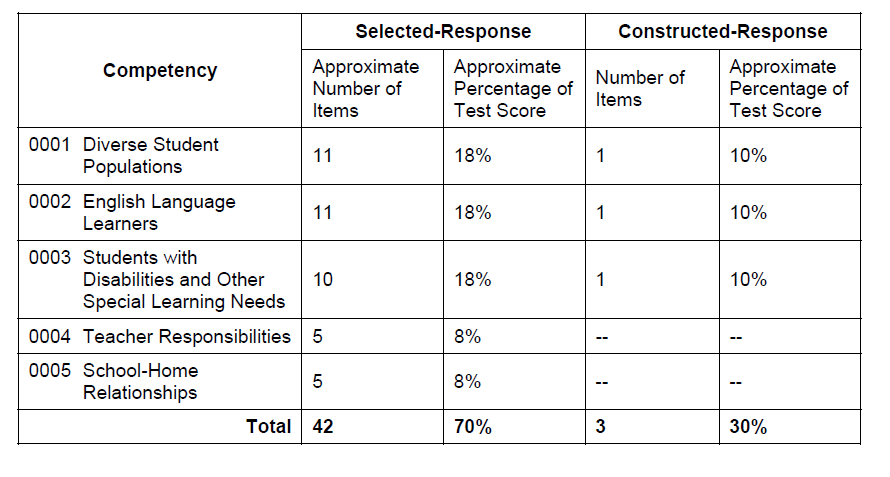 Competency
Selected-Response
Constructed-Response
Approximate
Number of
Items
Approximate
Percentage of
Test Score
Number of
Items
Approximate
Percentage of
Test Score
0001 Diverse Student
Populations
11
18%
1
10%
0002 English Language
Learners
11
18%
1
10%
0003 Students with
Disabilities and Other
Special Learning Needs
10
18%
1
10%
0004 Teacher Responsibilities
5
8%
--
--
0005 School-Home
Relationships
5
8%
--
--
Total
42
70%
3
30%